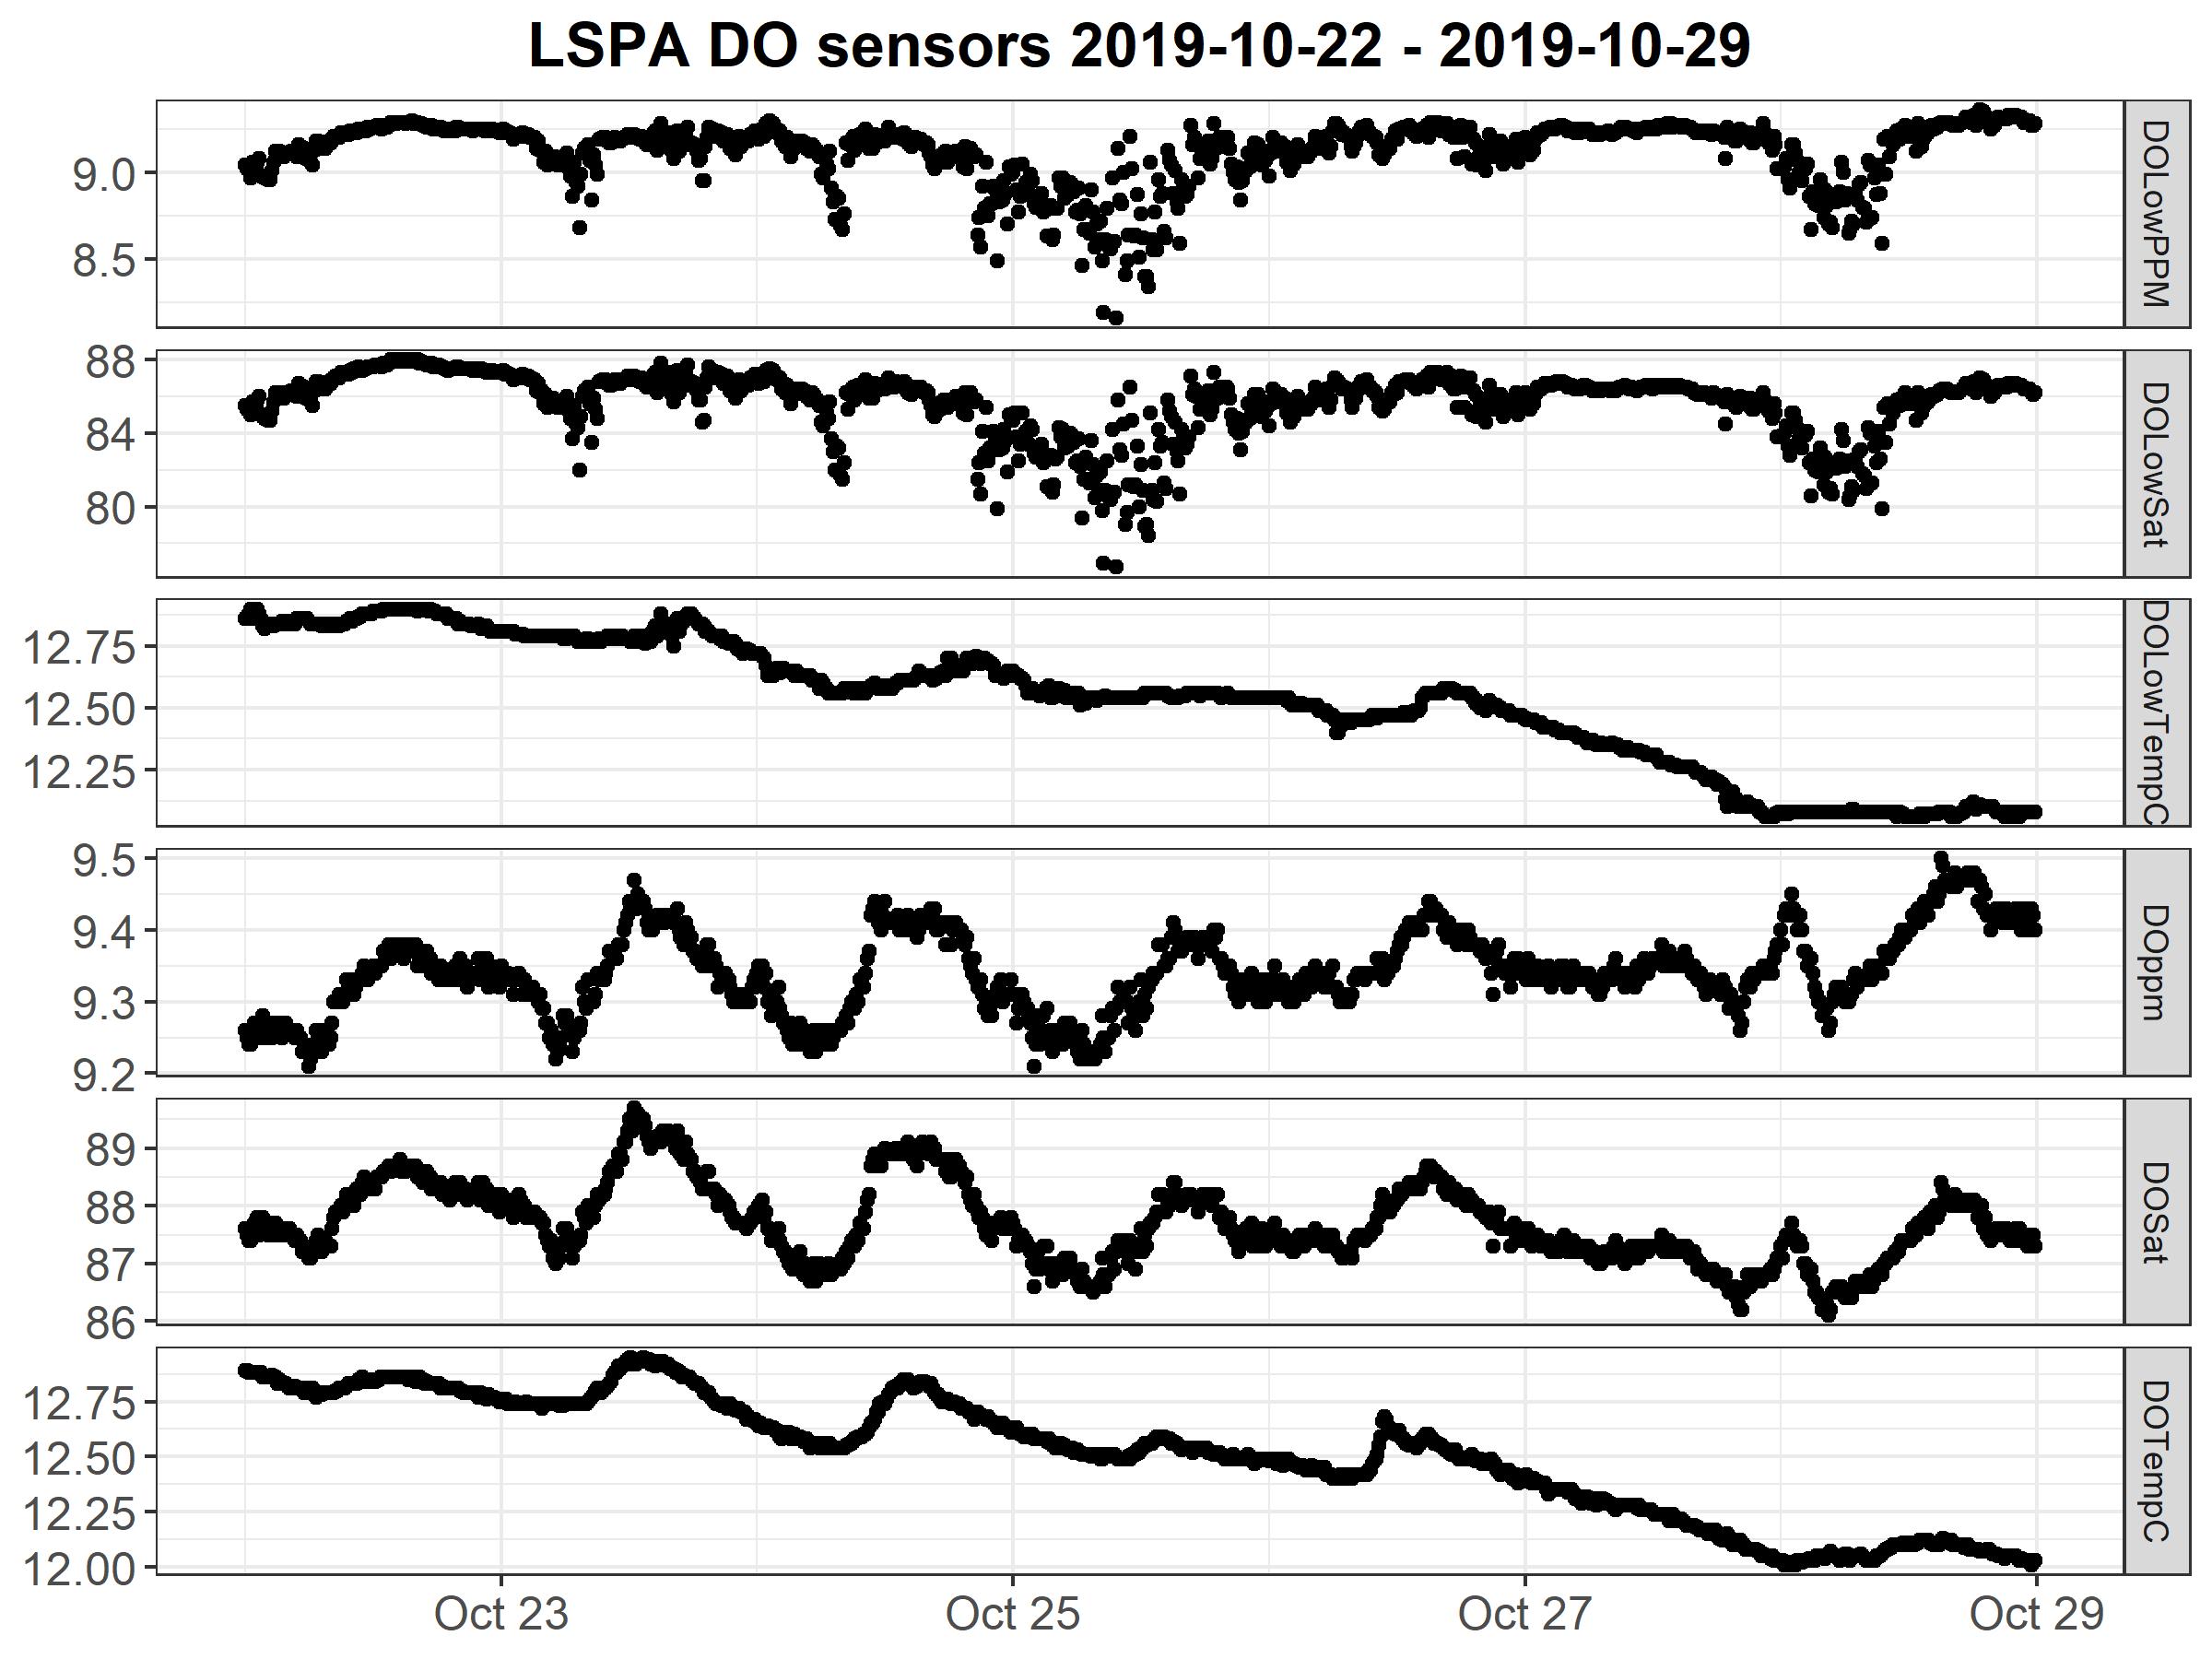 LSPA DO sensors 2019-10-22 - 2019-10-29
9.0
8.5
DOLowPPM
88
84
80
DOLowSat
12.75
12.50
12.25
DOLowTempC
9.5
9.4
9.3
9.2
DOppm
89
88
87
86
DOSat
12.75
12.50
12.25
12.00
DOTempC
Oct 23
Oct 25
Oct 27
Oct 29